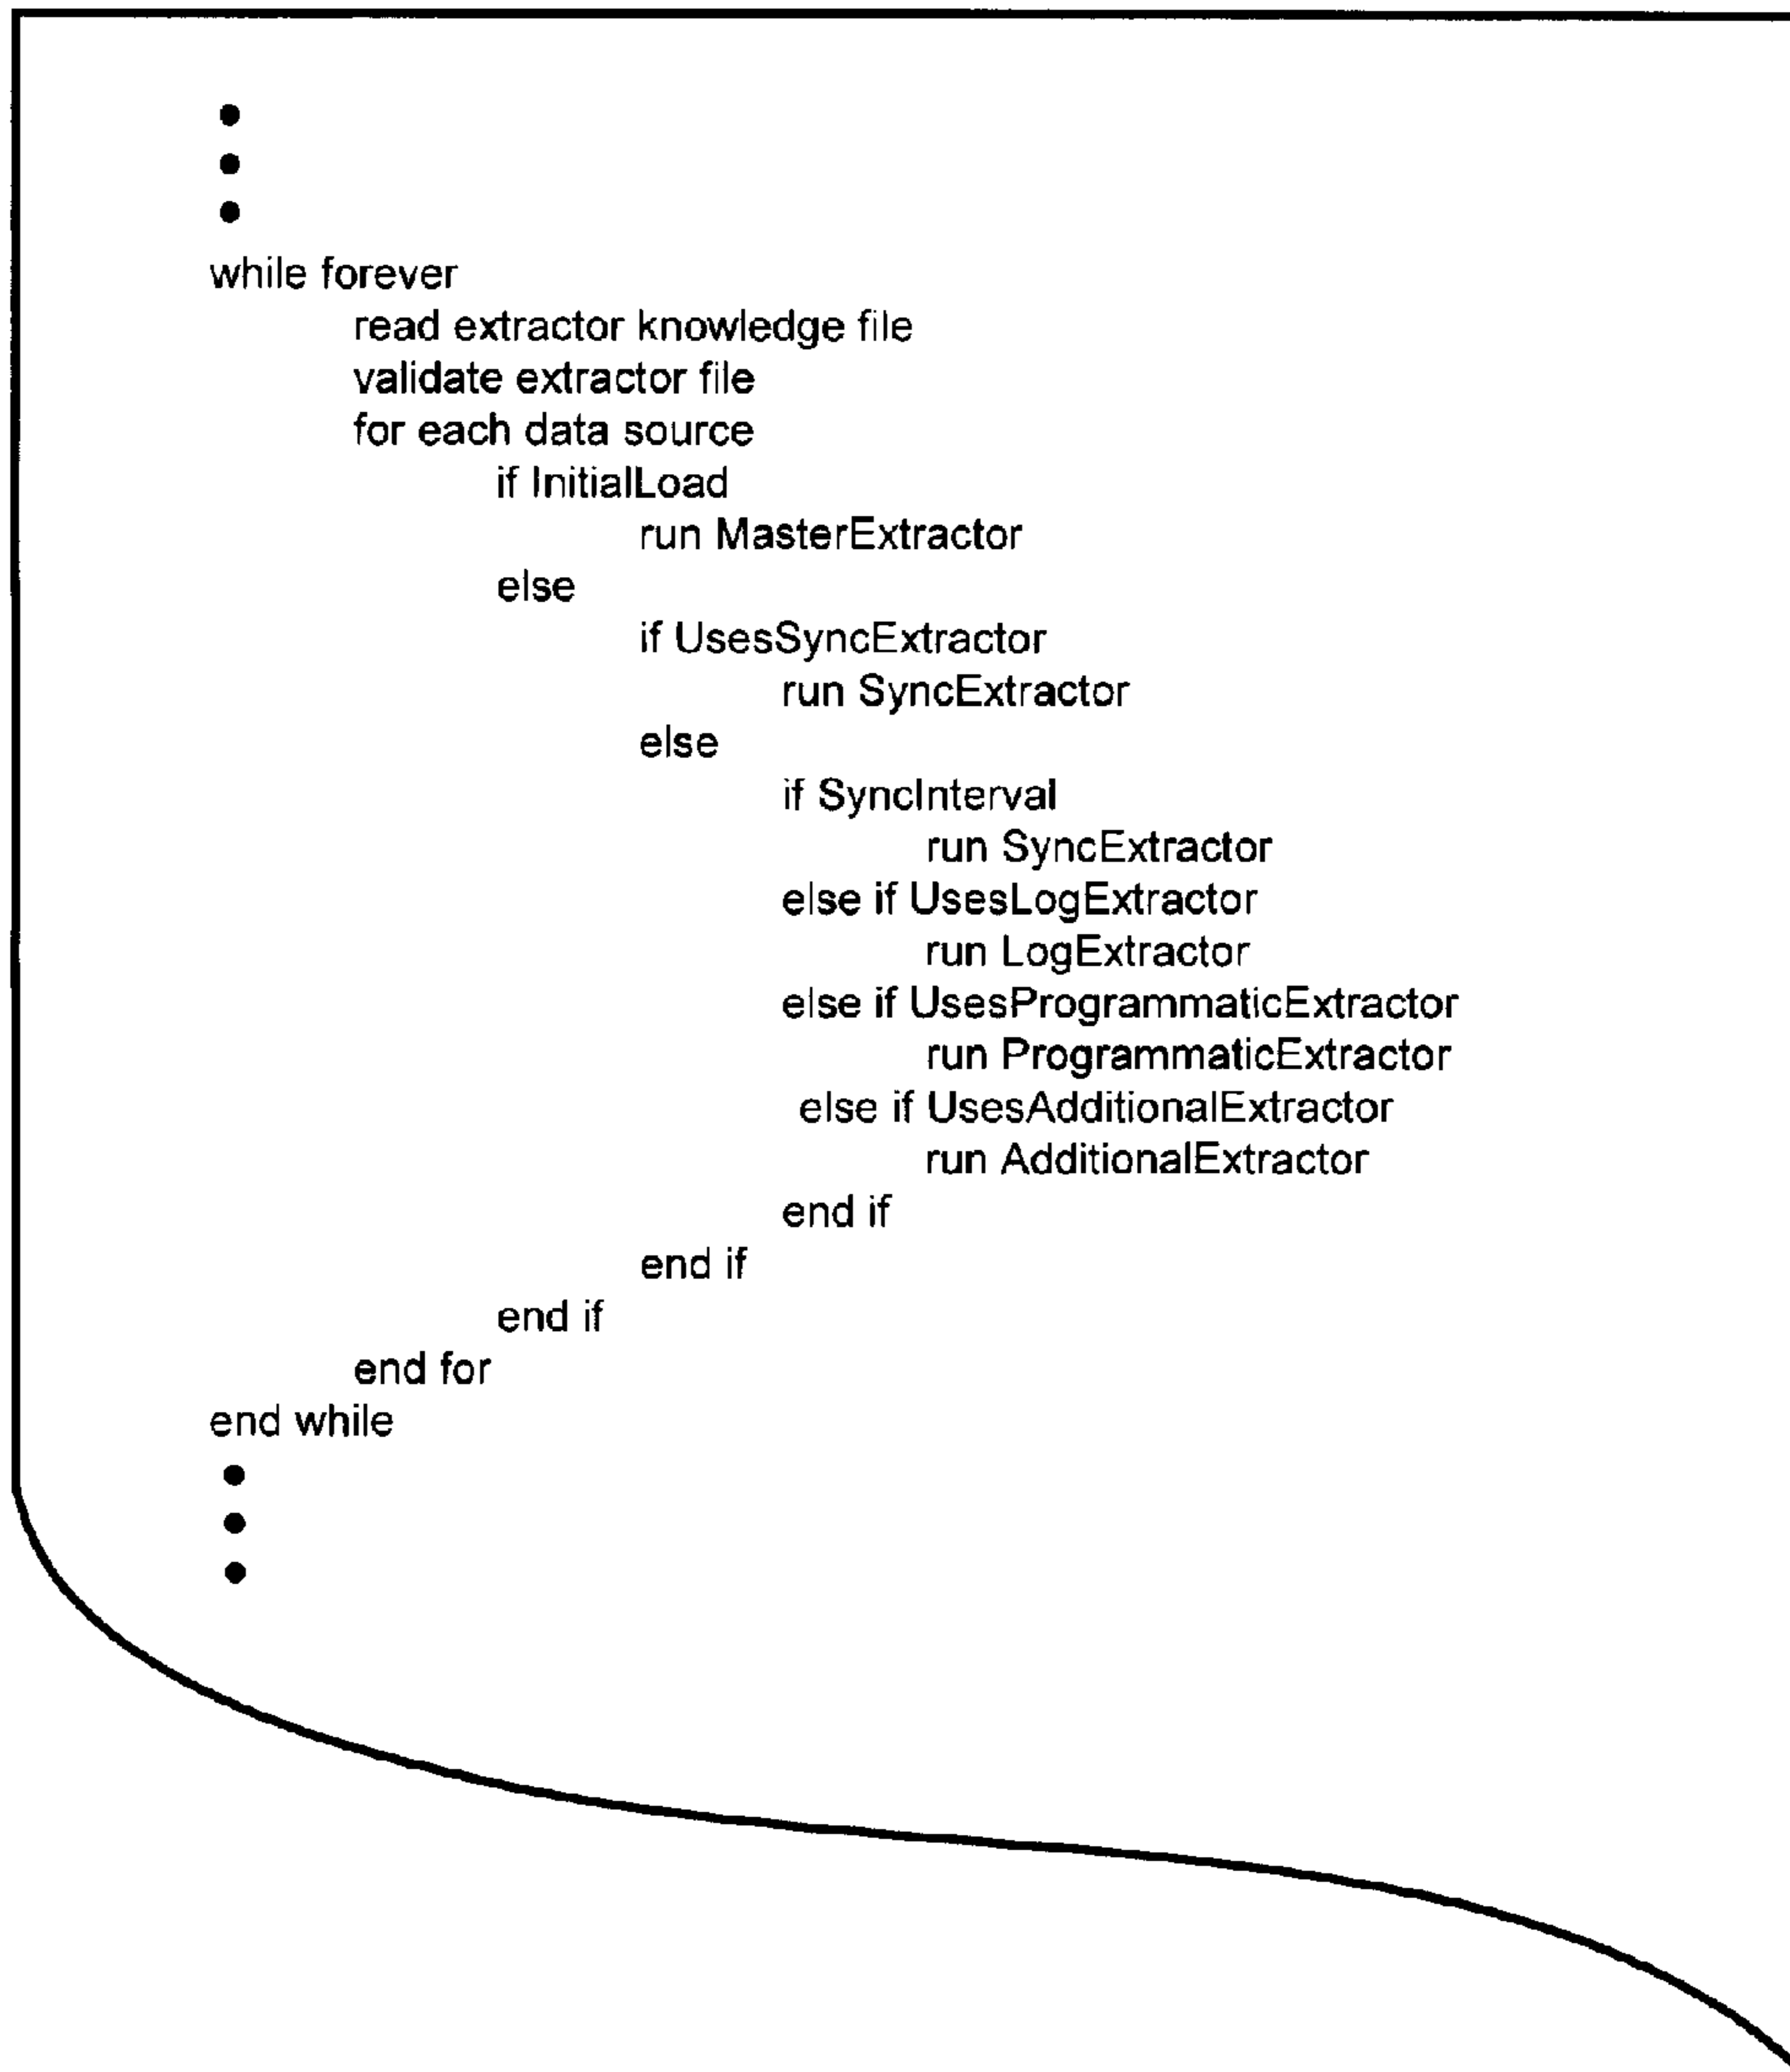 while forever
read extractor knowledge file
validate extractor file
for each data source
if InitialLoad
run MasterExtractor
else
if UsesSyncExtractor
run SyncExtractor
else
if SyncInterval
run SyncExtractor
else if UsesLogExtractor
run LogExtractor
else if UsesProgrammaticExtractor
run ProgrammaticExtractor
else if UsesAdditionalExtractor
run AdditionalExtractor
end if
end if
end if
end for
end while